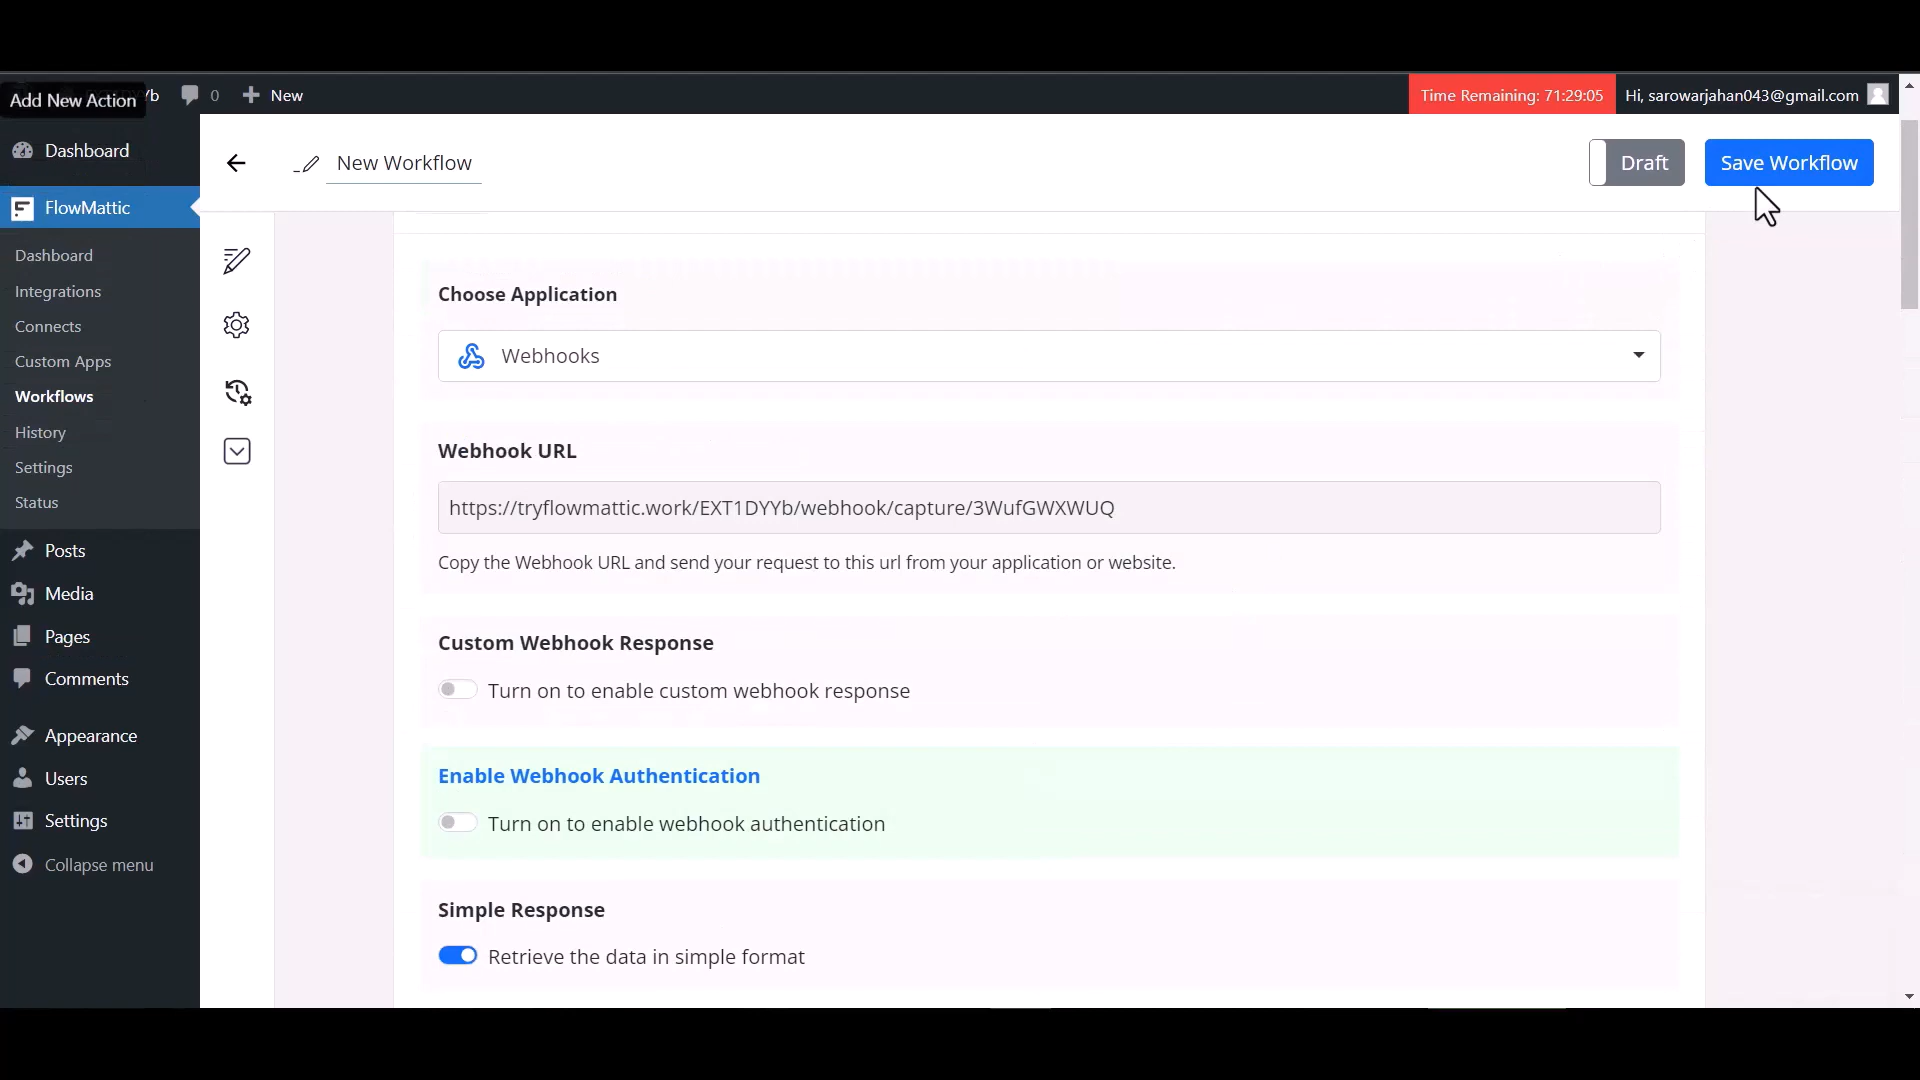 Add New Action
Yb
0
New
Time Remaining: 71:29:05
Hi, sarowarjahan043@gmail.com
Dashboard
New Workflow
Draft
Save Workflow
FlowMattic
Dashboard
Integrations
Connects
Custom Apps
Workflows
History
Settings
Status
Posts
Media
Pages
Comments
Appearance
Users
Settings
Collapse menu
Choose Application
Webhooks
Webhook URL
https://tryflowmattic.work/EXT1DYYb/webhook/capture/3WufGWXWUQ
Copy the Webhook URL and send your request to this url from your application or website.
Custom Webhook Response
Turn on to enable custom webhook response
Enable Webhook Authentication
Turn on to enable webhook authentication
Simple Response
Retrieve the data in simple format